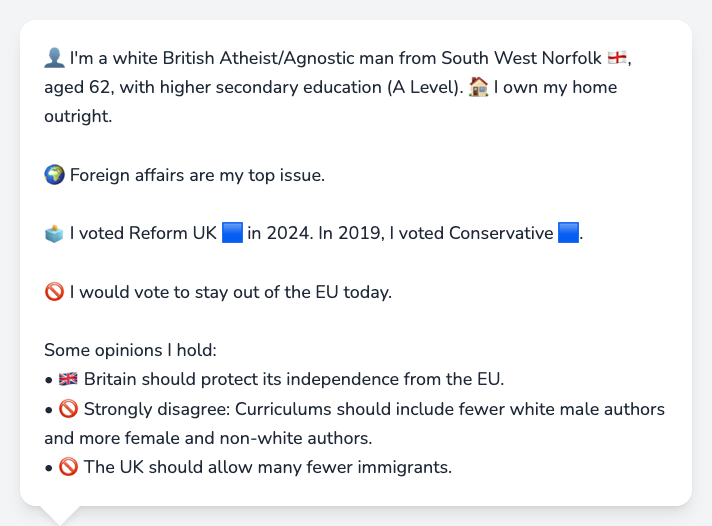 👤 I'm a white British Atheist/Agnostic man from South West Norfolk 🏴󠁧󠁢󠁥󠁮󠁧󠁿,
aged 62, with higher secondary education (A Level). 🏠 I own my home
outright.
🌍 Foreign affairs are my top issue.
🗳️ I voted Reform UK 🟦 in 2024. In 2019, I voted Conservative 🟦.
🚫 I would vote to stay out of the EU today.
Some opinions I hold:
• 🇬🇧 Britain should protect its independence from the EU.
• 🚫 Strongly disagree: Curriculums should include fewer white male authors
and more female and non-white authors.
• 🚫 The UK should allow many fewer immigrants.